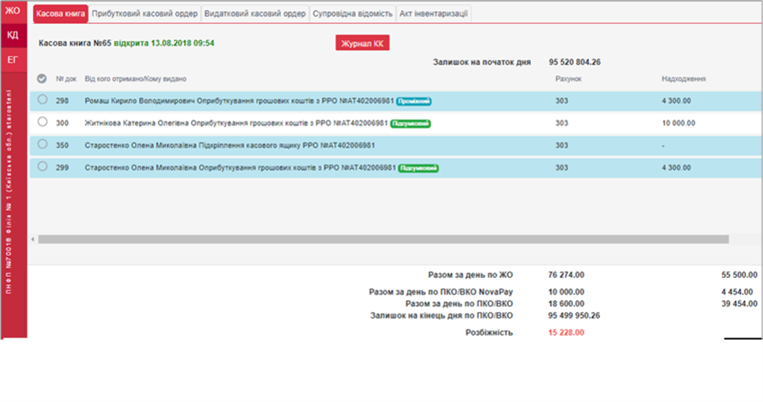 ЖО
КД
ЕГ
Касова книга Прибутковий касовий ордер Видатковий касовий ордер Супровідна відомість Акт інвентаризації
Касова книга №65 відкрита 13.08.2018 09:54 Журнал КК
Залишок на початок дня 95 520 804.26
№ док Від кого отримано/Кому видано Рахунок Надходження
298 Ромаш Кирило Володимирович Оприбуткування грошових коштів з РРО №ІАТ402006981 Проміжний 303 4 300.00
300 Житнікова Катерина Олегівна Оприбуткування грошових коштів з РРО №ІАТ402006981 Підсумковий 303 10 000.00
350 Старостенко Олена Миколаївна Підкріплення касового ящику РРО №ІАТ402006981 303 -
299 Старостенко Олена Миколаївна Оприбуткування грошових коштів з РРО №ІАТ402006981 Підсумковий 303 4 300.00
Разом за день по ЖО 76 274.00 55 500.00
Разом за день по ПКО/ВКО NovaPay 10 000.00 4 454.00
Разом за день по ПКО/ВКО 18 600.00 39 454.00
Залишок на кінець дня по ПКО/ВКО 95 499 950.26
Розбіжність 15 228.00
ПНФП №70018 Філія № 1 (Київська обл.)